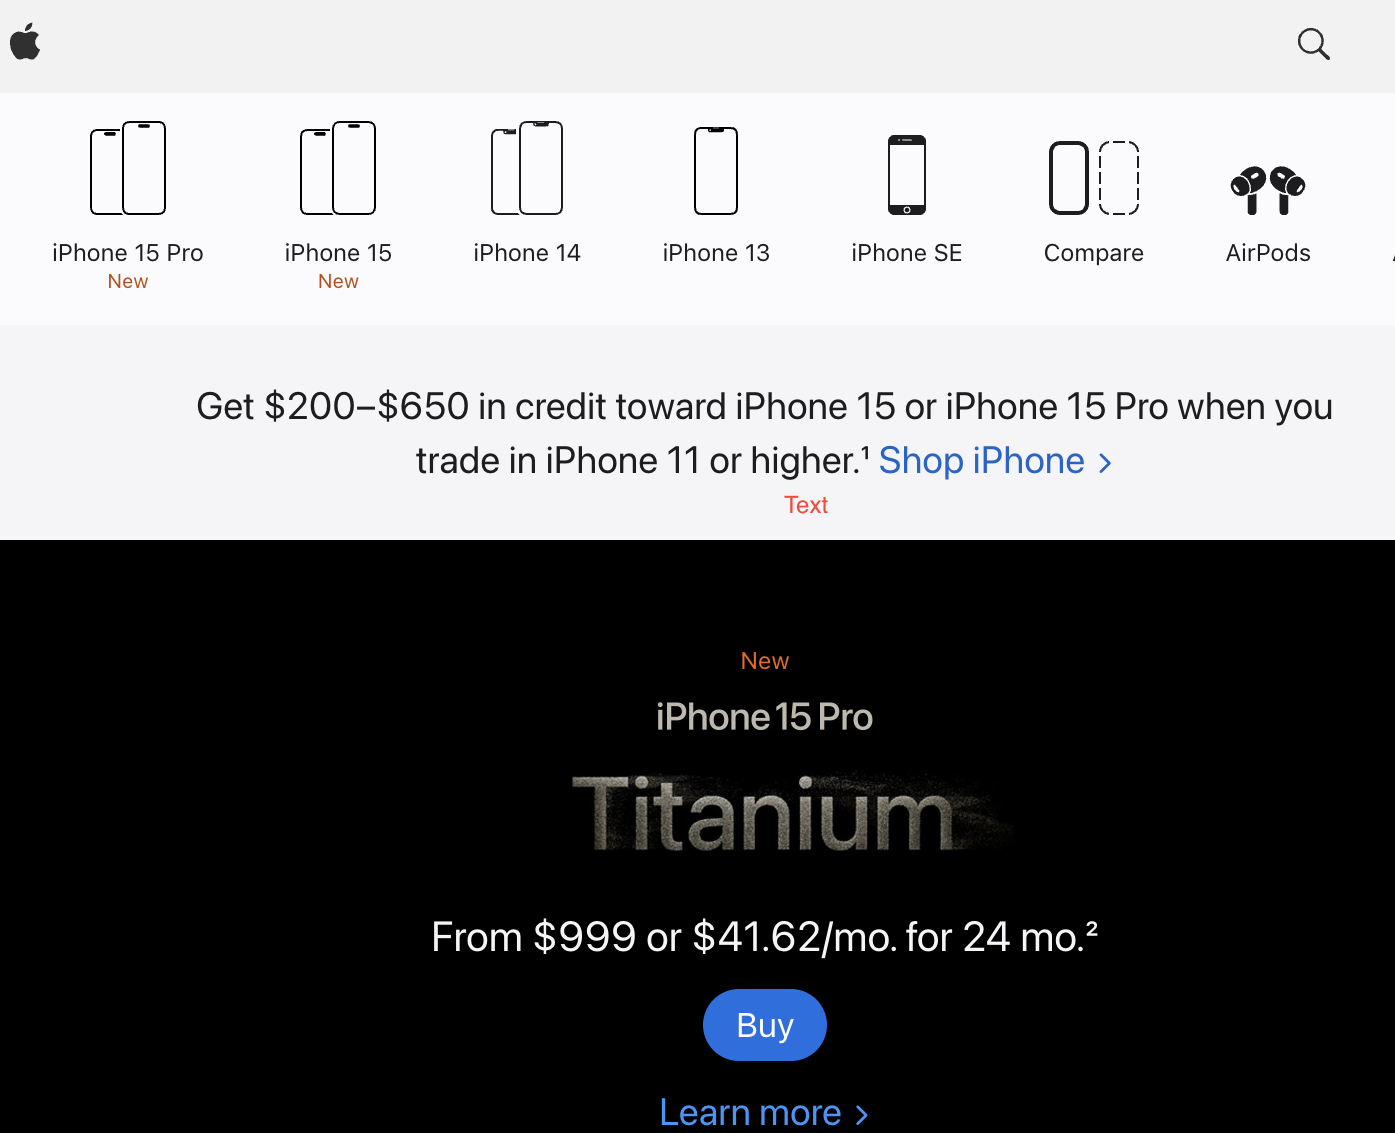 iPhone 15 Pro
New
iPhone 15
New
iPhone 14
iPhone 13
iPhone SE
Compare
AirPods
Get $200–$650 in credit toward iPhone 15 or iPhone 15 Pro when you
trade in iPhone 11 or higher.¹ Shop iPhone >
Text
New
iPhone 15 Pro
Titanium
From $999 or $41.62/mo. for 24 mo.²
Buy
Learn more >